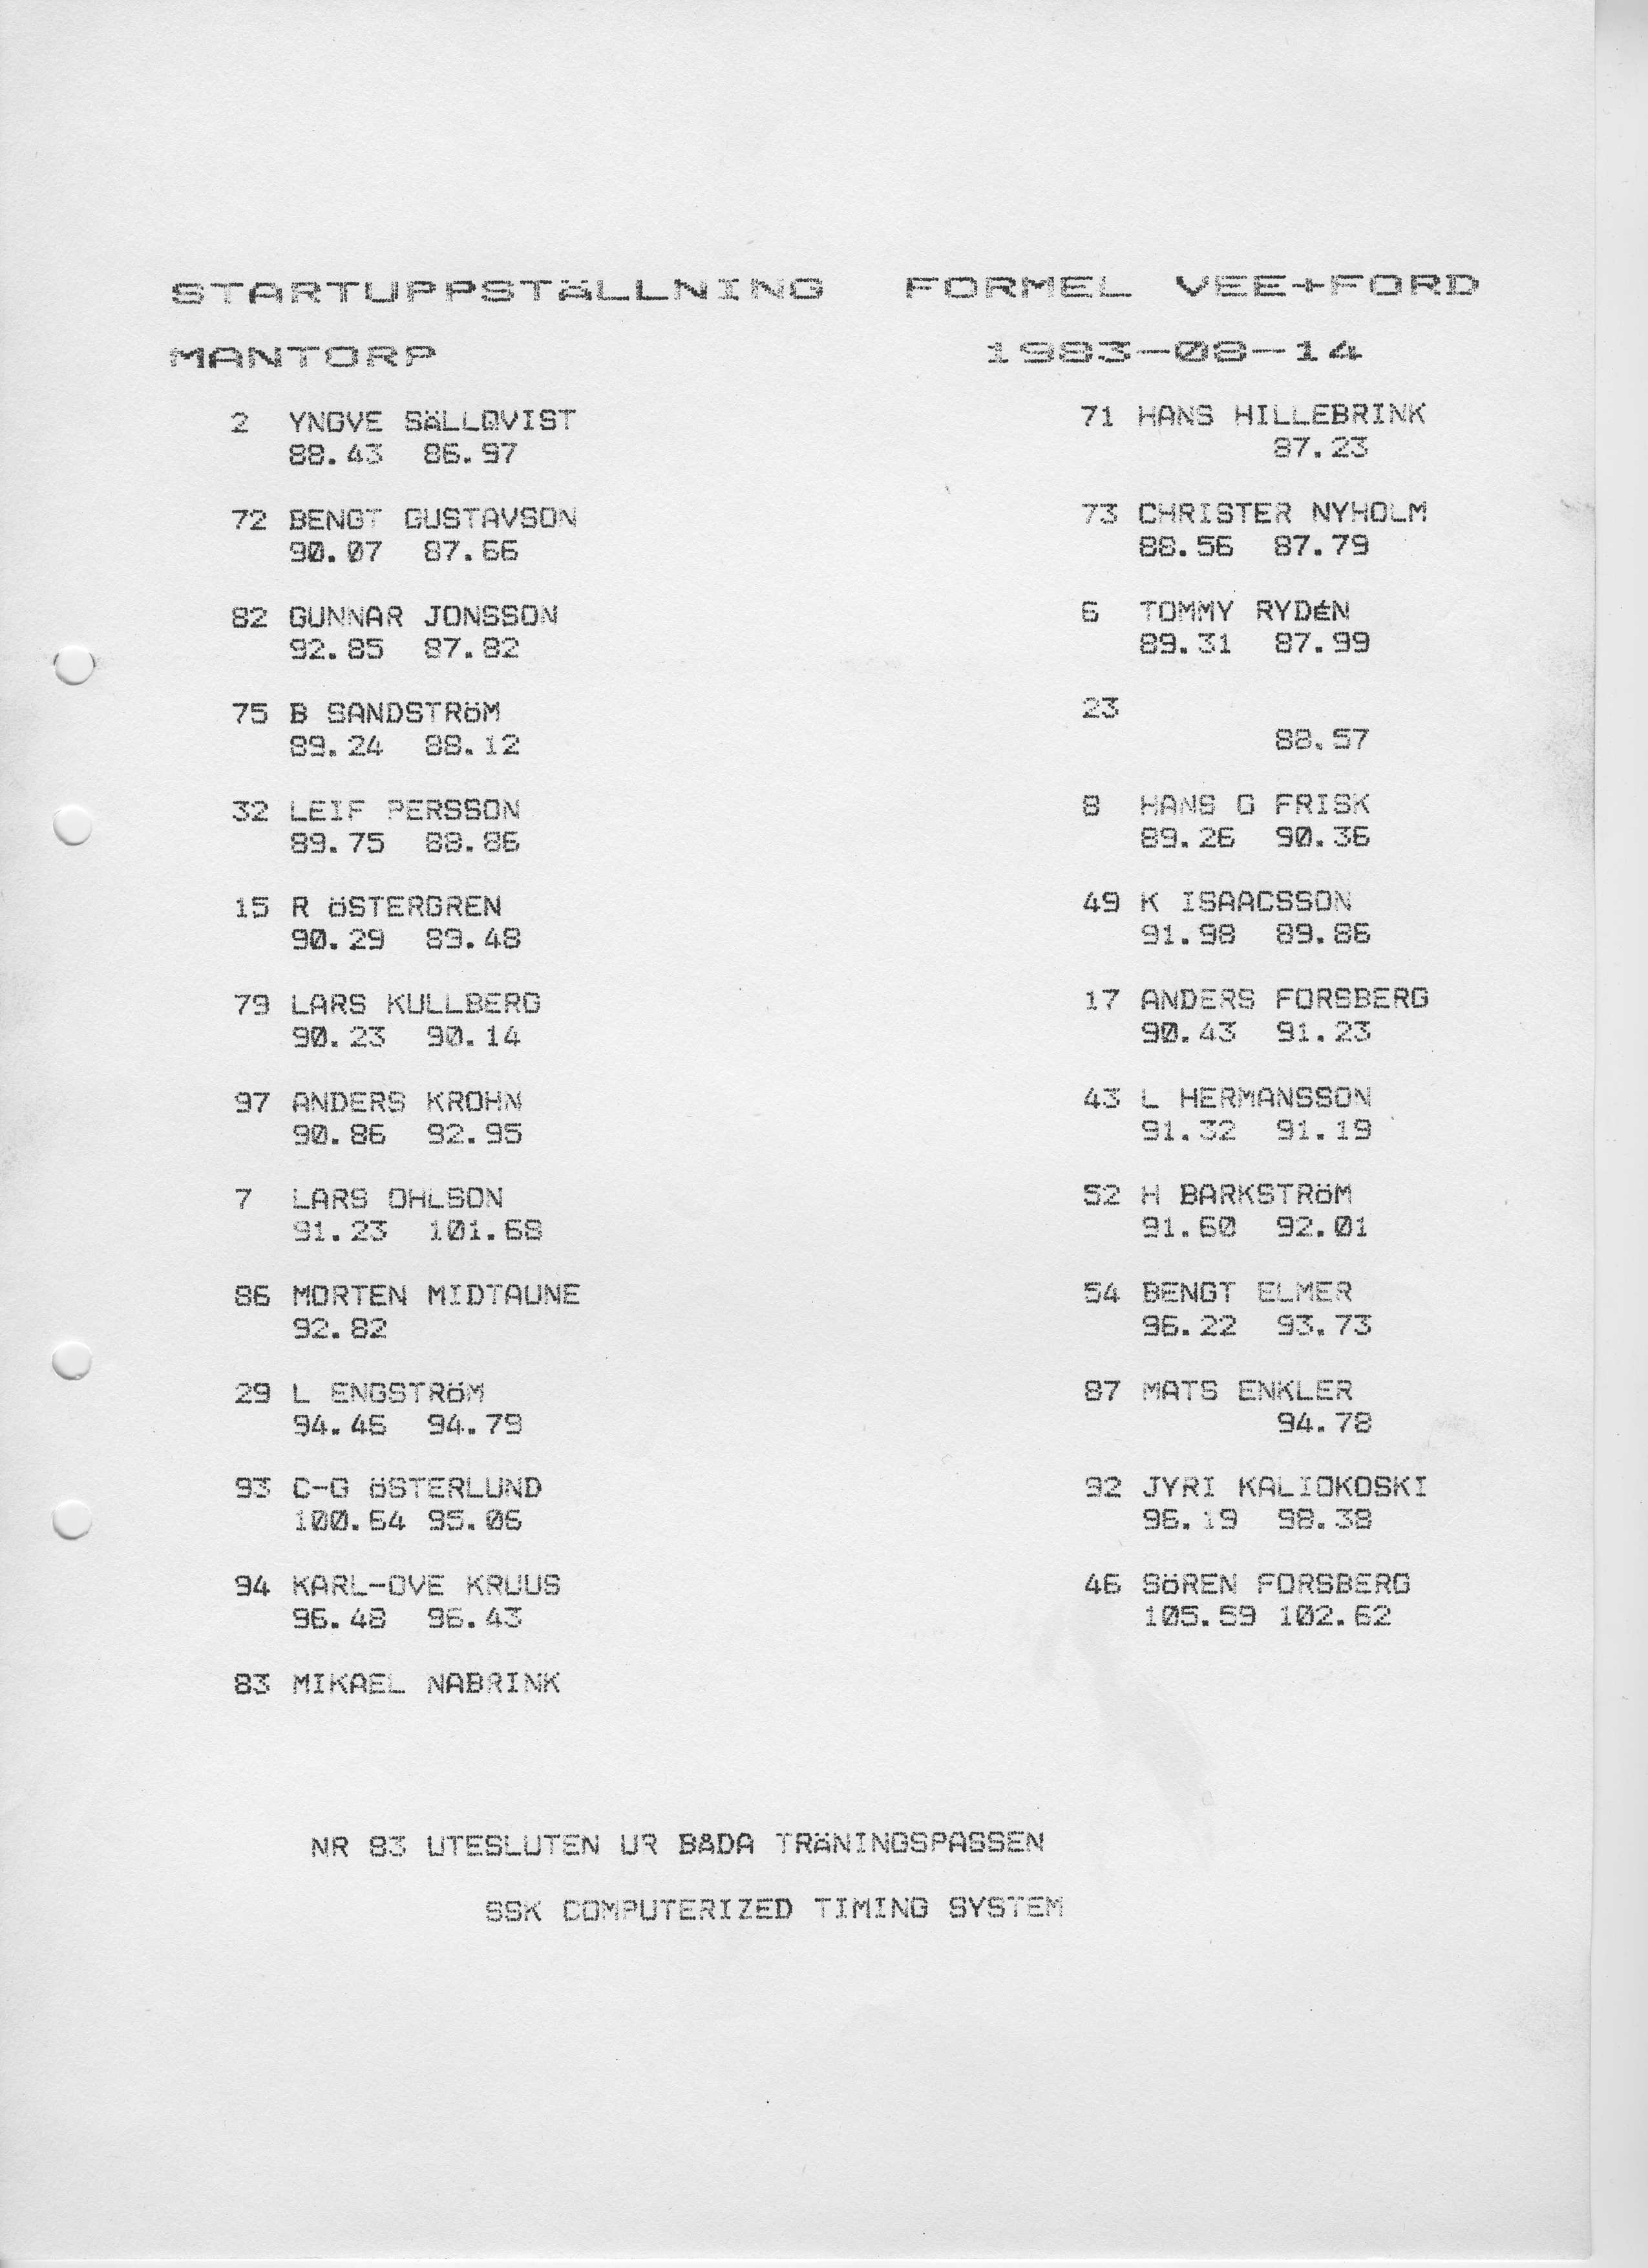 STARTUPPSTÄLLNING FORMEL VEE+FORD
MANTORP 1983-08-14
2 YNGVE SÄLLQVIST 71 HANS HILLEBRINK
88.43 86.97 87.23
72 BENGT GUSTAVSON 73 CHRISTER NYHOLM
90.07 87.66 88.56 87.79
82 GUNNAR JONSSON 6 TOMMY RYDÉN
92.85 87.82 89.31 87.99
75 B SANDSTRÖM 23
89.24 88.12 88.57
32 LEIF PERSSON 8 HANS G FRISK
89.75 88.86 89.26 90.36
15 R ÖSTERGREN 49 K ISAACSSON
90.29 89.48 91.98 89.86
79 LARS KULLBERG 17 ANDERS FORSBERG
90.23 90.14 90.43 91.23
97 ANDERS KROHN 43 L HERMANSSON
90.86 92.95 91.32 91.19
7 LARS OHLSON 52 H BARKSTRÖM
91.23 101.68 91.60 92.01
86 MORTEN MIDTAUNE 54 BENGT ELMER
92.82 96.22 93.73
29 L ENGSTRÖM 87 MATS ENKLER
94.46 94.79 94.78
93 C-G ÖSTERLUND 92 JYRI KALIOKOSKI
100.64 95.06 96.19 98.38
94 KARL-OVE KRUUS 46 SÖREN FORSBERG
96.48 96.43 105.59 102.62
83 MIKAEL NABRINK
NR 83 UTESLUTEN UR BÅDA TRÄNINGSPASSEN
SSK COMPUTERIZED TIMING SYSTEM